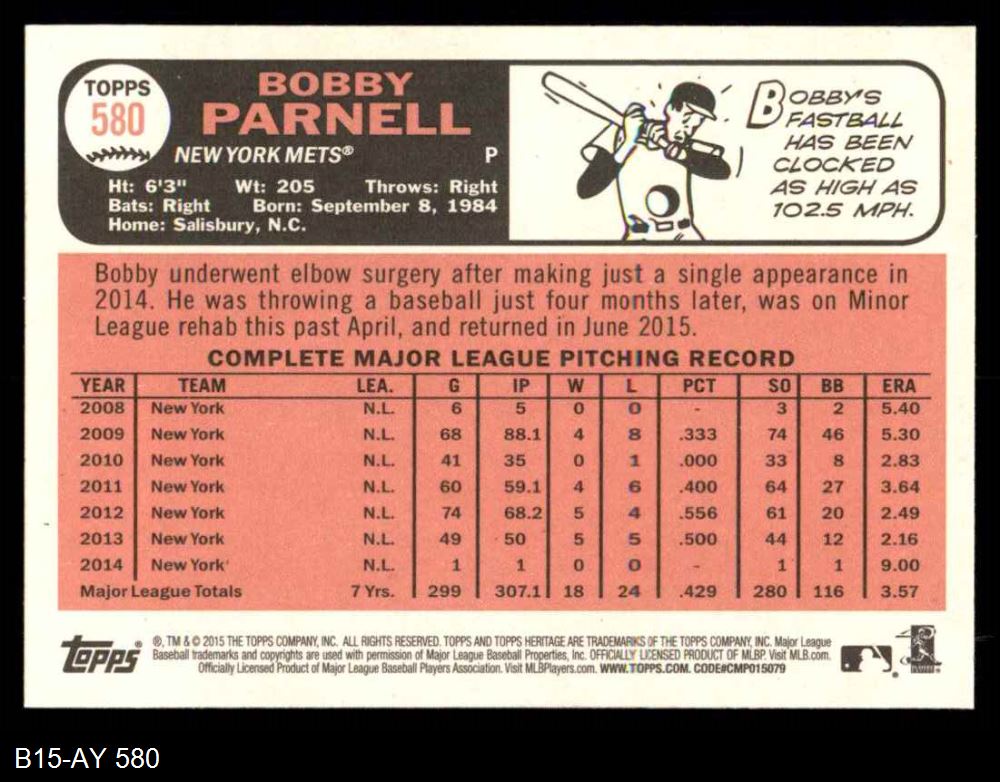 TOPPS
580
BOBBY
PARNELL
NEW YORK METS® P
Ht: 6'3" Wt: 205 Throws: Right
Bats: Right Born: September 8, 1984
Home: Salisbury, N.C.
BOBBY'S
FASTBALL
HAS BEEN
CLOCKED
AS HIGH AS
102.5 MPH.
Bobby underwent elbow surgery after making just a single appearance in
2014. He was throwing a baseball just four months later, was on Minor
League rehab this past April, and returned in June 2015.
COMPLETE MAJOR LEAGUE PITCHING RECORD
YEAR TEAM LEA. G IP W L PCT SO BB ERA
2008 New York N.L. 6 5 0 0 - 3 2 5.40
2009 New York N.L. 68 88.1 4 8 .333 74 46 5.30
2010 New York N.L. 41 35 0 1 .000 33 8 2.83
2011 New York N.L. 60 59.1 4 6 .400 64 27 3.64
2012 New York N.L. 74 68.2 5 4 .556 61 20 2.49
2013 New York N.L. 49 50 5 5 .500 44 12 2.16
2014 New York N.L. 1 1 0 0 - 1 1 9.00
Major League Totals 7 Yrs. 299 307.1 18 24 .429 280 116 3.57
Topps®
®, TM & © 2015 THE TOPPS COMPANY, INC. ALL RIGHTS RESERVED. TOPPS AND TOPPS HERITAGE ARE TRADEMARKS OF THE TOPPS COMPANY, INC. Major League
Baseball trademarks and copyrights are used with permission of Major League Baseball Properties, Inc. OFFICIALLY LICENSED PRODUCT OF MLBP. Visit MLB.com.
Officially Licensed Product of Major League Baseball Players Association. Visit MLBPlayers.com. WWW.TOPPS.COM. CODE#CMP015079
B15-AY 580